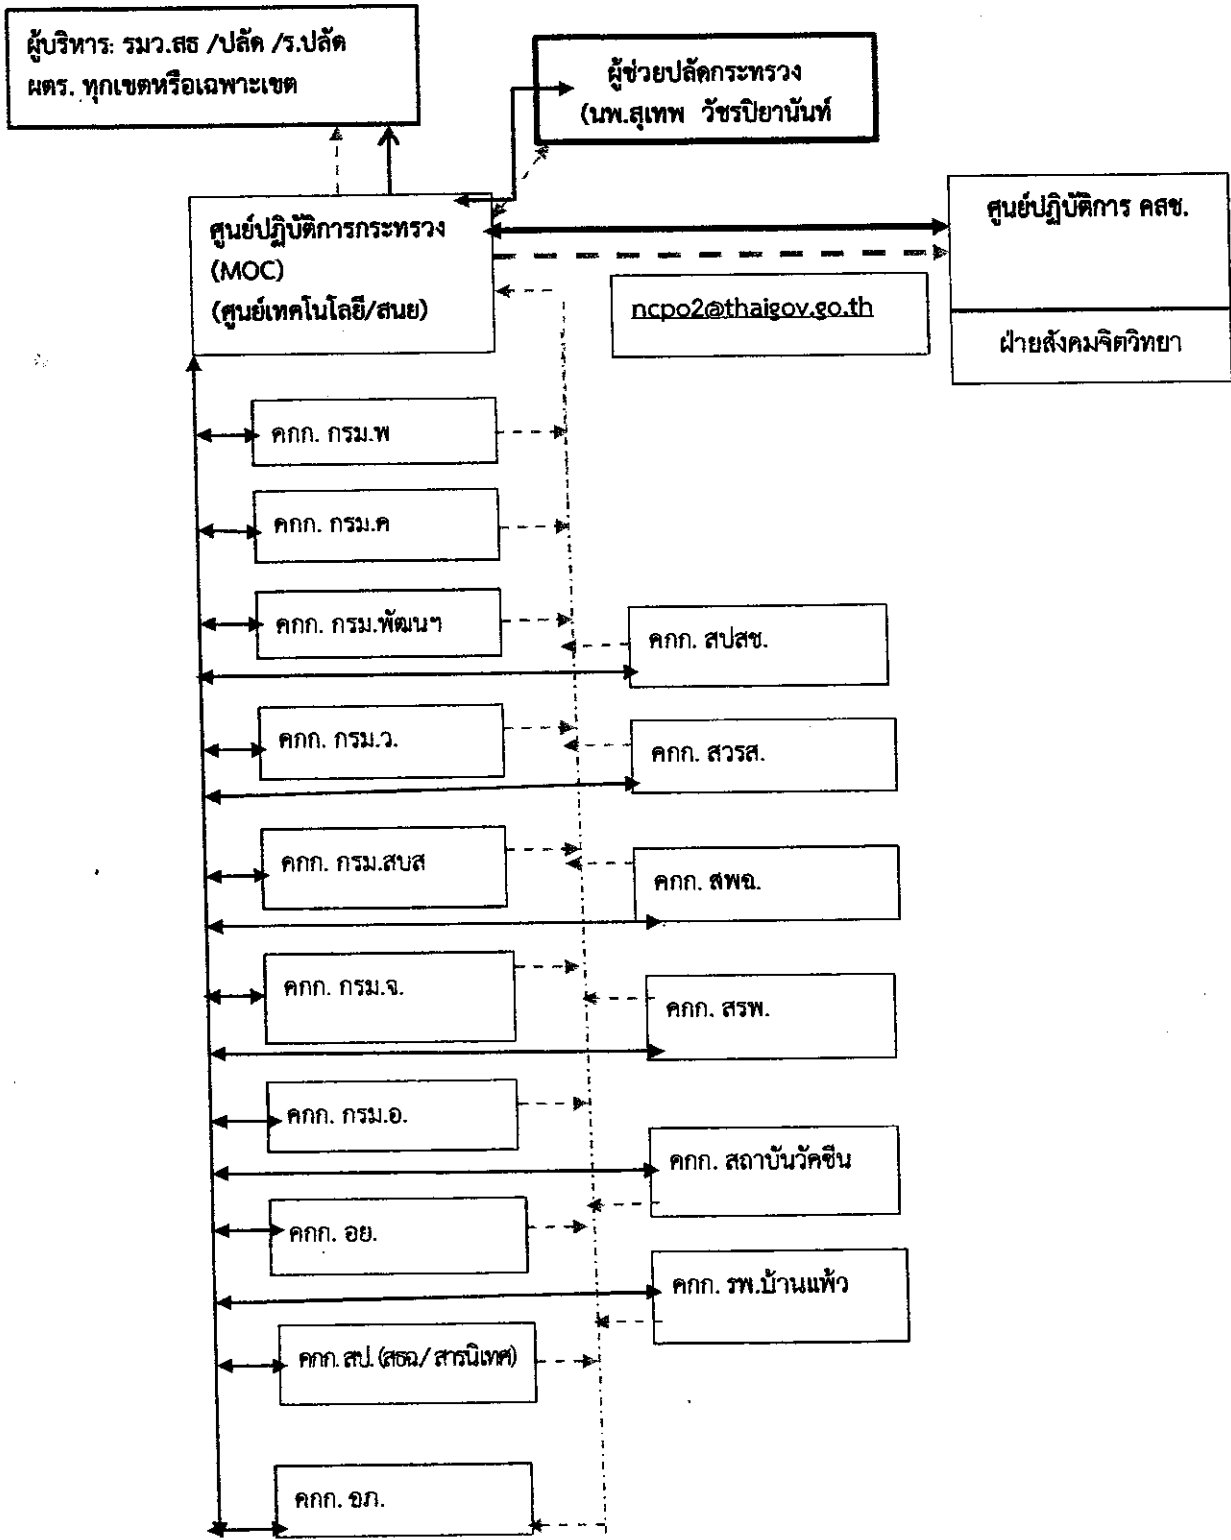 ผู้บริหาร: รมว.สธ /ปลัด /ร.ปลัด
ผตร. ทุกเขตหรือเฉพาะเขต
ผู้ช่วยปลัดกระทรวง
(นพ.สุเทพ วัชรปิยานันท์
ศูนย์ปฏิบัติการกระทรวง
(MOC)
(ศูนย์เทคโนโลยี/สนย)
ศูนย์ปฏิบัติการ คสช.
ncpo2@thaigov.go.th
ฝ่ายสังคมจิตวิทยา
คกก. กรม.พ
คกก. กรม.ค
คกก. กรม.พัฒนฯ
คกก. สปสช.
คกก. กรม.ว.
คกก. สวรส.
คกก. กรม.สบส
คกก. สพฉ.
คกก. กรม.จ.
คกก. สรพ.
คกก. กรม.อ.
คกก. สถาบันวัคซีน
คกก. อย.
คกก. รพ.บ้านแพ้ว
คกก. สป. (สธฉ/ สารนิเทศ)
คกก. อภ.